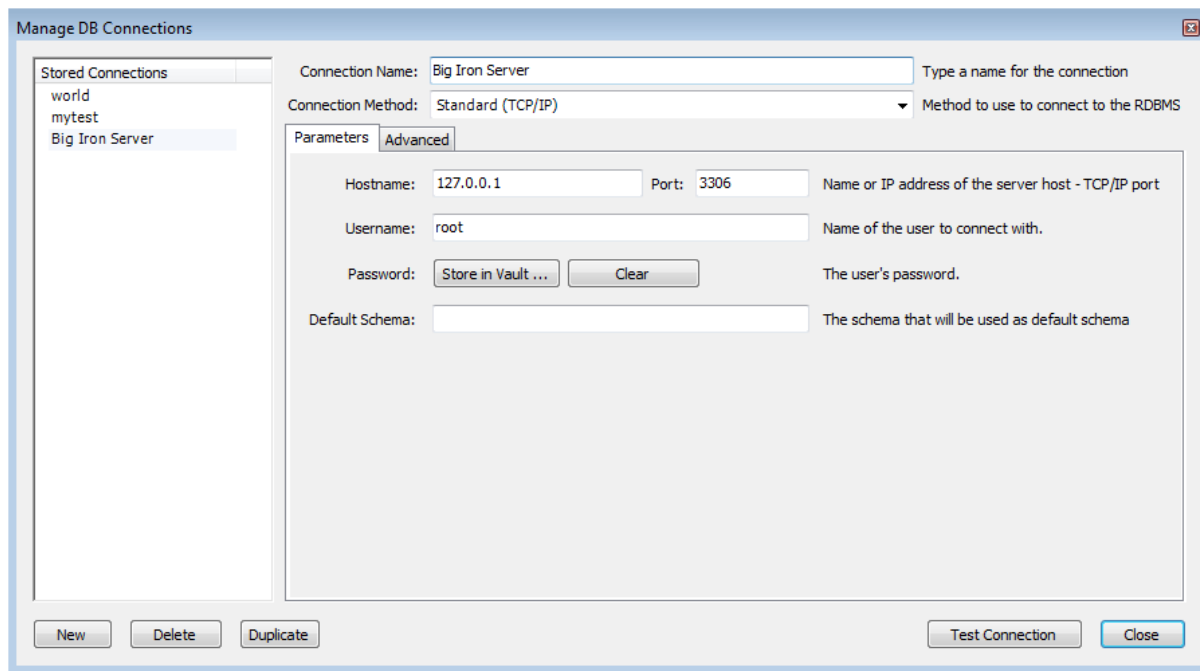 Manage DB Connections
Stored Connections
world
mytest
Big Iron Server
Connection Name: Big Iron Server Type a name for the connection
Connection Method: Standard (TCP/IP) Method to use to connect to the RDBMS
Parameters Advanced
Hostname: 127.0.0.1 Port: 3306 Name or IP address of the server host - TCP/IP port
Username: root Name of the user to connect with.
Password: Store in Vault ... Clear The user's password.
Default Schema: The schema that will be used as default schema
New Delete Duplicate Test Connection Close